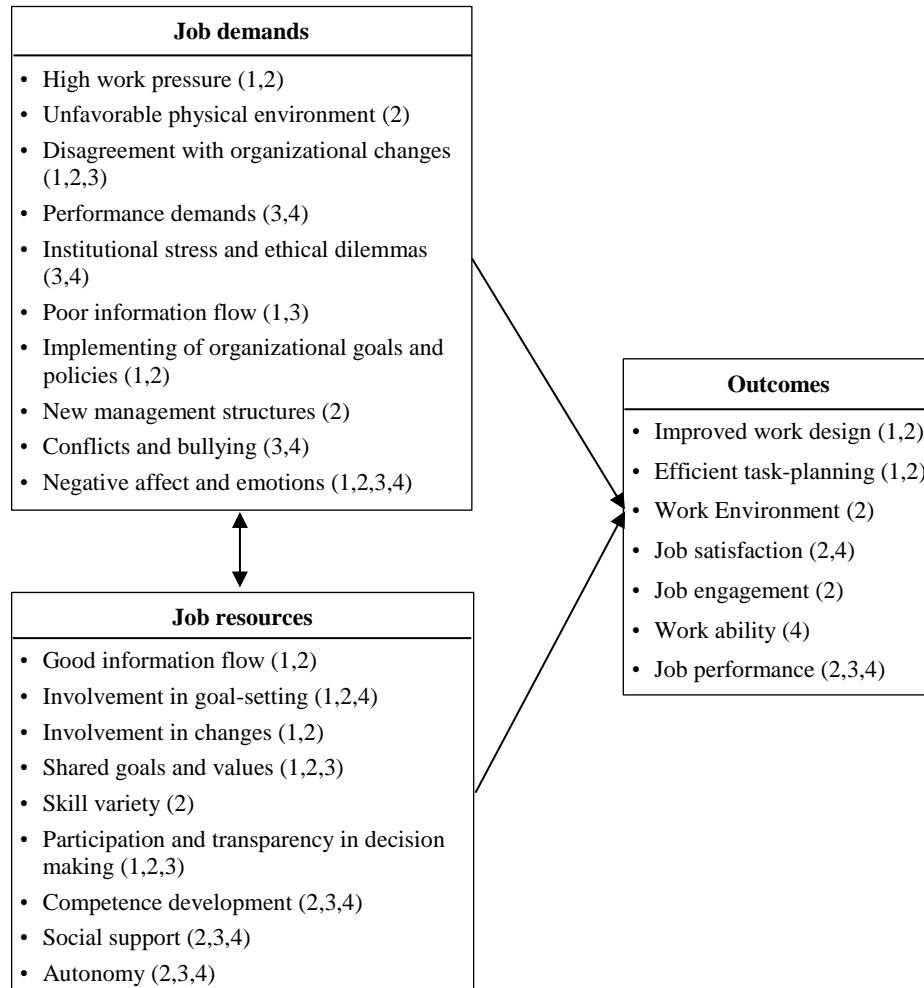 Job demands
• High work pressure (1,2)
• Unfavorable physical environment (2)
• Disagreement with organizational changes
(1,2,3)
• Performance demands (3,4)
• Institutional stress and ethical dilemmas
(3,4)
• Poor information flow (1,3)
• Implementing of organizational goals and
policies (1,2)
• New management structures (2)
• Conflicts and bullying (3,4)
• Negative affect and emotions (1,2,3,4)
Job resources
• Good information flow (1,2)
• Involvement in goal-setting (1,2,4)
• Involvement in changes (1,2)
• Shared goals and values (1,2,3)
• Skill variety (2)
• Participation and transparency in decision
making (1,2,3)
• Competence development (2,3,4)
• Social support (2,3,4)
• Autonomy (2,3,4)
Outcomes
• Improved work design (1,2)
• Efficient task-planning (1,2)
• Work Environment (2)
• Job satisfaction (2,4)
• Job engagement (2)
• Work ability (4)
• Job performance (2,3,4)